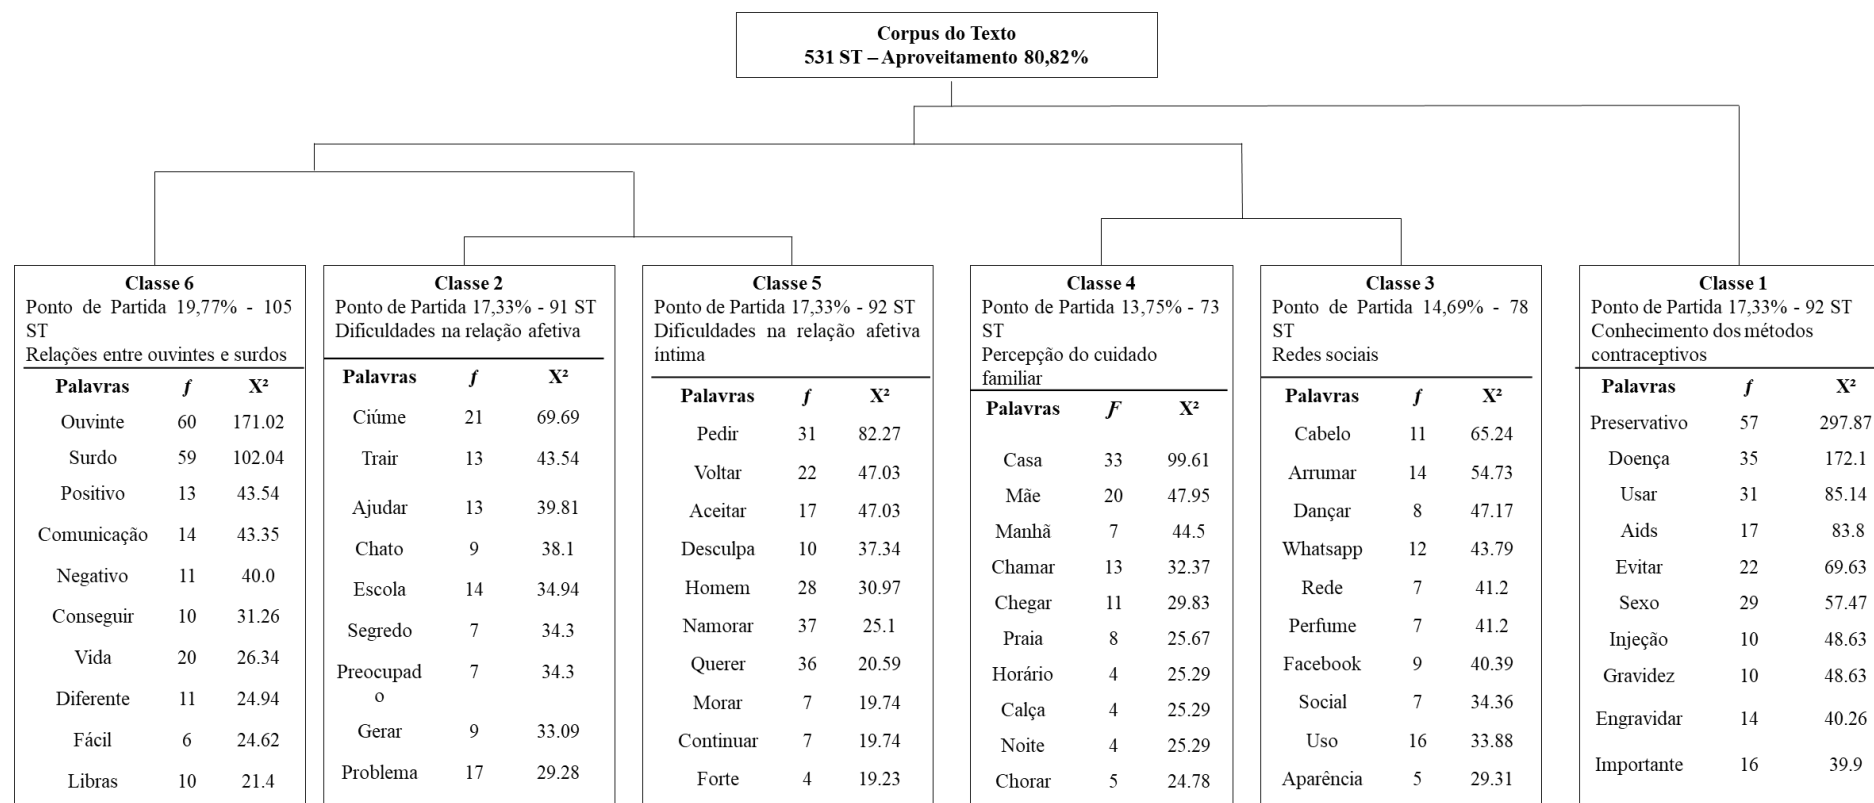 Corpus do Texto
531 ST – Aproveitamento 80,82%
Classe 6
Ponto de Partida 19,77% - 105
ST
Relações entre ouvintes e surdos
Palavras f X²
Ouvinte 60 171.02
Surdo 59 102.04
Positivo 13 43.54
Comunicação 14 43.35
Negativo 11 40.0
Conseguir 10 31.26
Vida 20 26.34
Diferente 11 24.94
Fácil 6 24.62
Libras 10 21.4
Classe 2
Ponto de Partida 17,33% - 91 ST
Dificuldades na relação afetiva
Palavras f X²
Ciúme 21 69.69
Trair 13 43.54
Ajudar 13 39.81
Chato 9 38.1
Escola 14 34.94
Segredo 7 34.3
Preocupad 7 34.3
o
Gerar 9 33.09
Problema 17 29.28
Classe 5
Ponto de Partida 17,33% - 92 ST
Dificuldades na relação afetiva
íntima
Palavras f X²
Pedir 31 82.27
Voltar 22 47.03
Aceitar 17 47.03
Desculpa 10 37.34
Homem 28 30.97
Namorar 37 25.1
Querer 36 20.59
Morar 7 19.74
Continuar 7 19.74
Forte 4 19.23
Classe 4
Ponto de Partida 13,75% - 73
ST
Percepção do cuidado
familiar
Palavras F X²
Casa 33 99.61
Mãe 20 47.95
Manhã 7 44.5
Chamar 13 32.37
Chegar 11 29.83
Praia 8 25.67
Horário 4 25.29
Calça 4 25.29
Noite 4 25.29
Chorar 5 24.78
Classe 3
Ponto de Partida 14,69% - 78
ST
Redes sociais
Palavras f X²
Cabelo 11 65.24
Arrumar 14 54.73
Dançar 8 47.17
Whatsapp 12 43.79
Rede 7 41.2
Perfume 7 41.2
Facebook 9 40.39
Social 7 34.36
Uso 16 33.88
Aparência 5 29.31
Classe 1
Ponto de Partida 17,33% - 92 ST
Conhecimento dos métodos
contraceptivos
Palavras f X²
Preservativo 57 297.87
Doença 35 172.1
Usar 31 85.14
Aids 17 83.8
Evitar 22 69.63
Sexo 29 57.47
Injeção 10 48.63
Gravidez 10 48.63
Engravidar 14 40.26
Importante 16 39.9